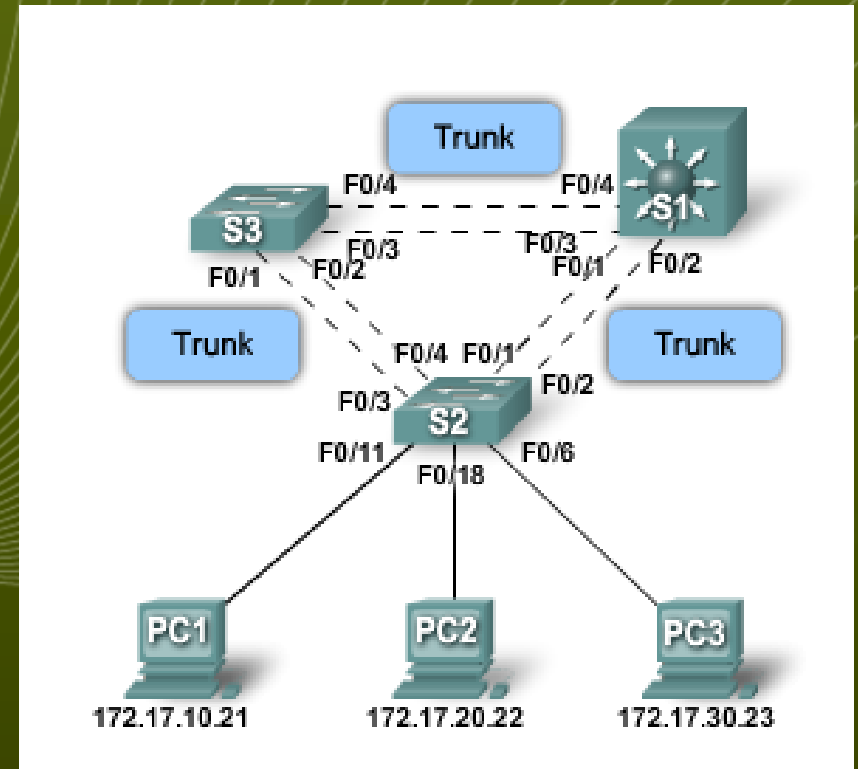 Trunk
F0/4 F0/4
S3 S1
F0/3 F0/3
F0/1 F0/2 F0/1 F0/2
Trunk Trunk
F0/4 F0/1
F0/3 F0/2
S2
F0/11 F0/6
F0/18
PC1 PC2 PC3
172.17.10.21 172.17.20.22 172.17.30.23